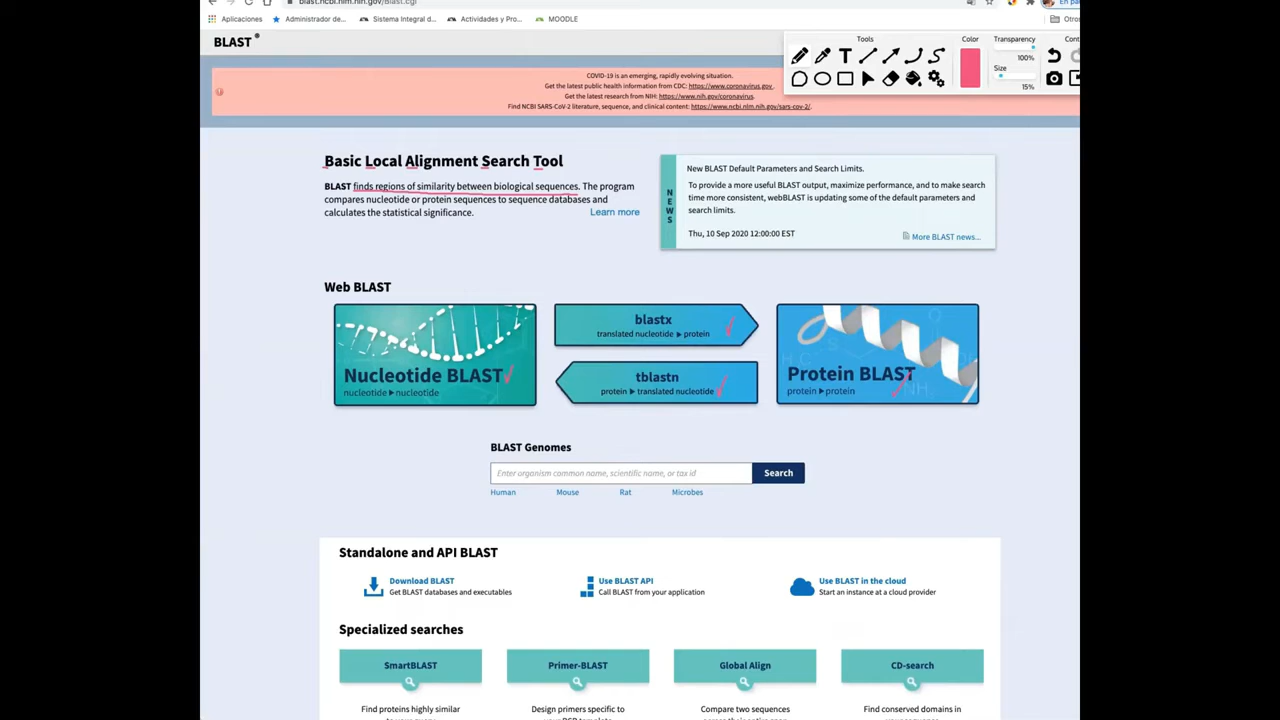 blast.ncbi.nlm.nih.gov/Blast.cgi
Aplicaciones
Administrador de...
Sistema Integral d...
Actividades y Pro...
MOODLE
Otros
Tools
Color
Transparency
100%
Size
15%
BLAST ®
COVID-19 is an emerging, rapidly evolving situation.
Get the latest public health information from CDC: https://www.coronavirus.gov.
Get the latest research from NIH: https://www.nih.gov/coronavirus.
Find NCBI SARS-CoV-2 literature, sequence, and clinical content: https://www.ncbi.nlm.nih.gov/sars-cov-2/.
Basic Local Alignment Search Tool
BLAST finds regions of similarity between biological sequences. The program
compares nucleotide or protein sequences to sequence databases and
calculates the statistical significance.
Learn more
NEWS
New BLAST Default Parameters and Search Limits.
To provide a more useful BLAST output, maximize performance, and to make search
time more consistent, webBLAST is updating some of the default parameters and
search limits.
Thu, 10 Sep 2020 12:00:00 EST
More BLAST news...
Web BLAST
Nucleotide BLAST
nucleotide ▶ nucleotide
blastx
translated nucleotide ▶ protein
tblastn
protein ▶ translated nucleotide
Protein BLAST
protein ▶ protein
BLAST Genomes
Enter organism common name, scientific name, or tax id
Search
Human Mouse Rat Microbes
Standalone and API BLAST
Download BLAST
Get BLAST databases and executables
Use BLAST API
Call BLAST from your application
Use BLAST in the cloud
Start an instance at a cloud provider
Specialized searches
SmartBLAST
Find proteins highly similar
Primer-BLAST
Design primers specific to
Global Align
Compare two sequences
CD-search
Find conserved domains in